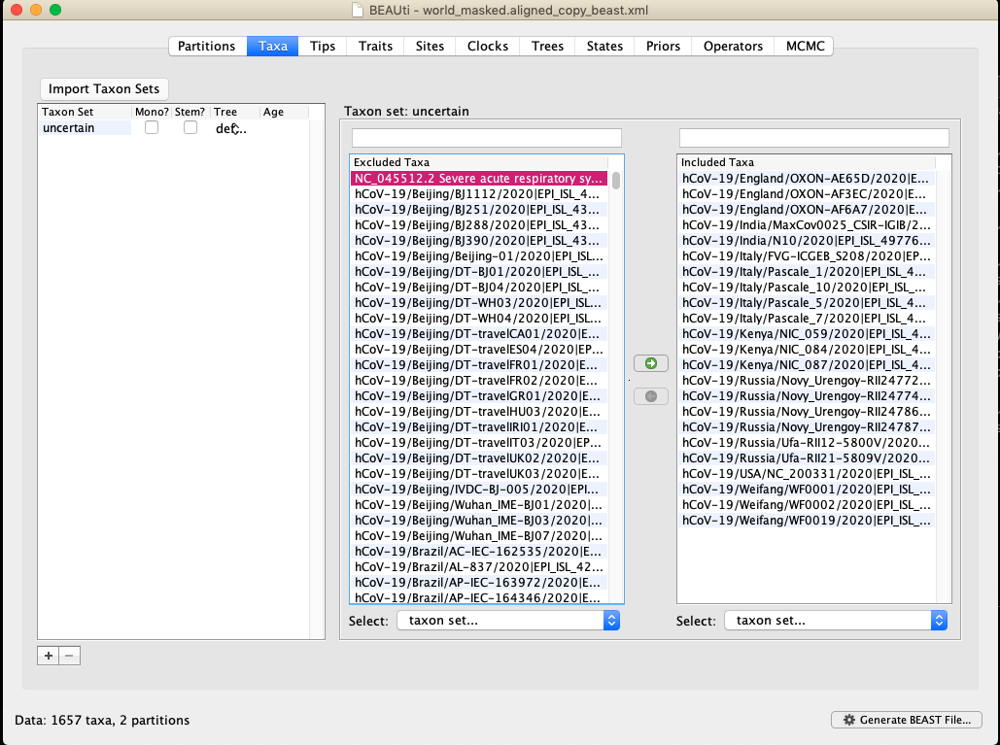 BEAUti - world_masked.aligned_copy_beast.xml
Partitions Taxa Tips Traits Sites Clocks Trees States Priors Operators MCMC
Import Taxon Sets
Taxon Set Mono? Stem? Tree Age
uncertain def...
+ −
Taxon set: uncertain
Excluded Taxa
NC_045512.2 Severe acute respiratory sy...
hCoV-19/Beijing/BJ1112/2020|EPI_ISL_4...
hCoV-19/Beijing/BJ251/2020|EPI_ISL_43...
hCoV-19/Beijing/BJ288/2020|EPI_ISL_43...
hCoV-19/Beijing/BJ390/2020|EPI_ISL_43...
hCoV-19/Beijing/Beijing-01/2020|EPI_ISL...
hCoV-19/Beijing/DT-BJ01/2020|EPI_ISL_...
hCoV-19/Beijing/DT-BJ04/2020|EPI_ISL_...
hCoV-19/Beijing/DT-WH03/2020|EPI_ISL...
hCoV-19/Beijing/DT-WH04/2020|EPI_ISL...
hCoV-19/Beijing/DT-travelCA01/2020|E...
hCoV-19/Beijing/DT-travelES04/2020|EP...
hCoV-19/Beijing/DT-travelFR01/2020|E...
hCoV-19/Beijing/DT-travelFR02/2020|E...
hCoV-19/Beijing/DT-travelGR01/2020|E...
hCoV-19/Beijing/DT-travelHU03/2020|E...
hCoV-19/Beijing/DT-travelIRI01/2020|E...
hCoV-19/Beijing/DT-travelIT03/2020|EP...
hCoV-19/Beijing/DT-travelUK02/2020|E...
hCoV-19/Beijing/DT-travelUK03/2020|E...
hCoV-19/Beijing/IVDC-BJ-005/2020|EPI...
hCoV-19/Beijing/Wuhan_IME-BJ01/2020|...
hCoV-19/Beijing/Wuhan_IME-BJ03/2020|...
hCoV-19/Beijing/Wuhan_IME-BJ07/2020|...
hCoV-19/Brazil/AC-IEC-162535/2020|E...
hCoV-19/Brazil/AL-837/2020|EPI_ISL_42...
hCoV-19/Brazil/AP-IEC-163972/2020|E...
hCoV-19/Brazil/AP-IEC-164346/2020|E...
Select: taxon set...
Included Taxa
hCoV-19/England/OXON-AE65D/2020|E...
hCoV-19/England/OXON-AF3EC/2020|E...
hCoV-19/England/OXON-AF6A7/2020|E...
hCoV-19/India/MaxCov0025_CSIR-IGIB/2...
hCoV-19/India/N10/2020|EPI_ISL_49776...
hCoV-19/Italy/FVG-ICGEB_S208/2020|EP...
hCoV-19/Italy/Pascale_1/2020|EPI_ISL_4...
hCoV-19/Italy/Pascale_10/2020|EPI_ISL_...
hCoV-19/Italy/Pascale_5/2020|EPI_ISL_4...
hCoV-19/Italy/Pascale_7/2020|EPI_ISL_4...
hCoV-19/Kenya/NIC_059/2020|EPI_ISL_4...
hCoV-19/Kenya/NIC_084/2020|EPI_ISL_4...
hCoV-19/Kenya/NIC_087/2020|EPI_ISL_4...
hCoV-19/Russia/Novy_Urengoy-RII24772...
hCoV-19/Russia/Novy_Urengoy-RII24774...
hCoV-19/Russia/Novy_Urengoy-RII24786...
hCoV-19/Russia/Novy_Urengoy-RII24787...
hCoV-19/Russia/Ufa-RII12-5800V/2020...
hCoV-19/Russia/Ufa-RII21-5809V/2020...
hCoV-19/USA/NC_200331/2020|EPI_ISL_...
hCoV-19/Weifang/WF0001/2020|EPI_ISL_...
hCoV-19/Weifang/WF0002/2020|EPI_ISL_...
hCoV-19/Weifang/WF0019/2020|EPI_ISL_...
Select: taxon set...
Data: 1657 taxa, 2 partitions
Generate BEAST File...